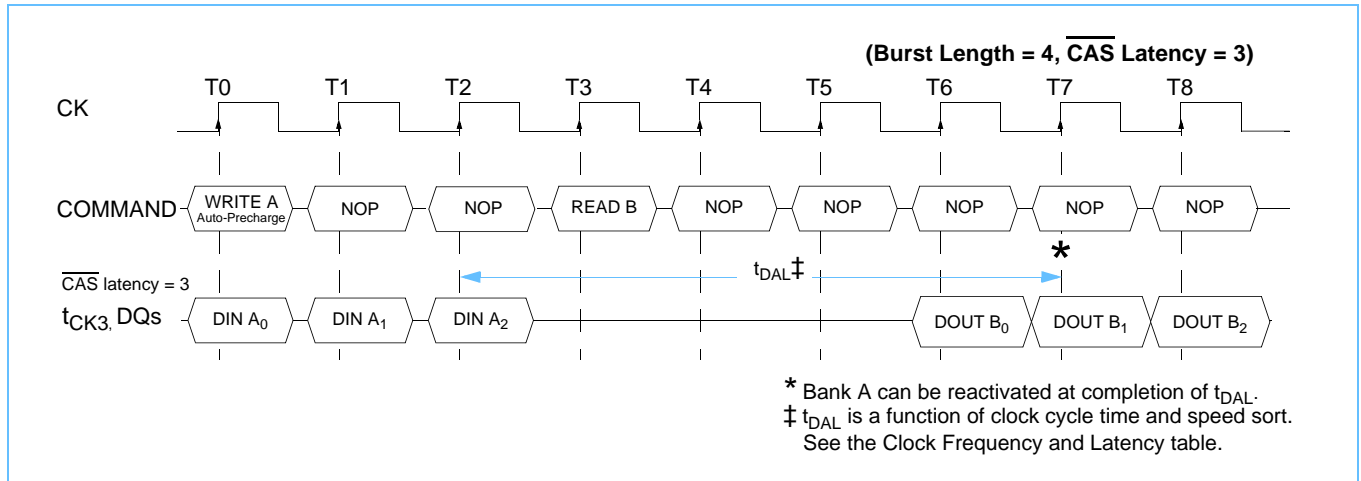 (Burst Length = 4, CAS Latency = 3)
T0 T1 T2 T3 T4 T5 T6 T7 T8
CK
COMMAND WRITE A NOP NOP READ B NOP NOP NOP NOP NOP
Auto-Precharge
*
tDAL‡
CAS latency = 3
tCK3, DQs DIN A0 DIN A1 DIN A2 DOUT B0 DOUT B1 DOUT B2
* Bank A can be reactivated at completion of tDAL.
‡ tDAL is a function of clock cycle time and speed sort.
See the Clock Frequency and Latency table.